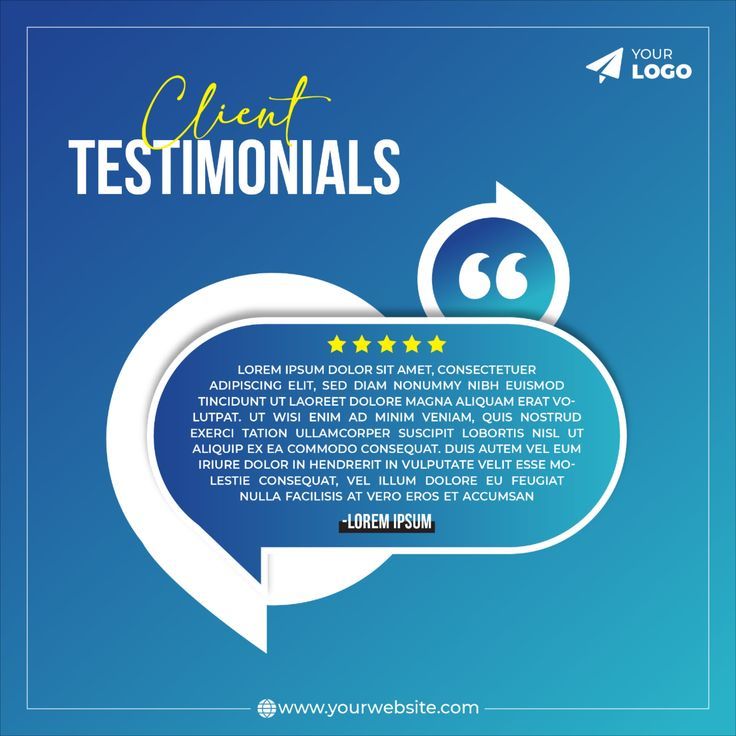 YOUR
LOGO
Client
TESTIMONIALS
LOREM IPSUM DOLOR SIT AMET, CONSECTETUER
ADIPISCING ELIT, SED DIAM NONUMMY NIBH EUISMOD
TINCIDUNT UT LAOREET DOLORE MAGNA ALIQUAM ERAT VO-
LUTPAT. UT WISI ENIM AD MINIM VENIAM, QUIS NOSTRUD
EXERCI TATION ULLAMCORPER SUSCIPIT LOBORTIS NISL UT
ALIQUIP EX EA COMMODO CONSEQUAT. DUIS AUTEM VEL EUM
IRIURE DOLOR IN HENDRERIT IN VULPUTATE VELIT ESSE MO-
LESTIE CONSEQUAT, VEL ILLUM DOLORE EU FEUGIAT
NULLA FACILISIS AT VERO EROS ET ACCUMSAN
-LOREM IPSUM
www.yourwebsite.com